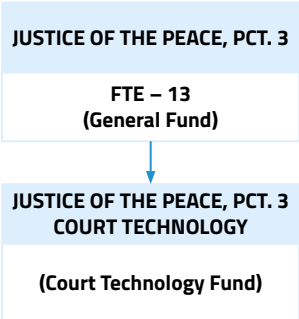 JUSTICE OF THE PEACE, PCT. 3
FTE – 13
(General Fund)
JUSTICE OF THE PEACE, PCT. 3
COURT TECHNOLOGY
(Court Technology Fund)